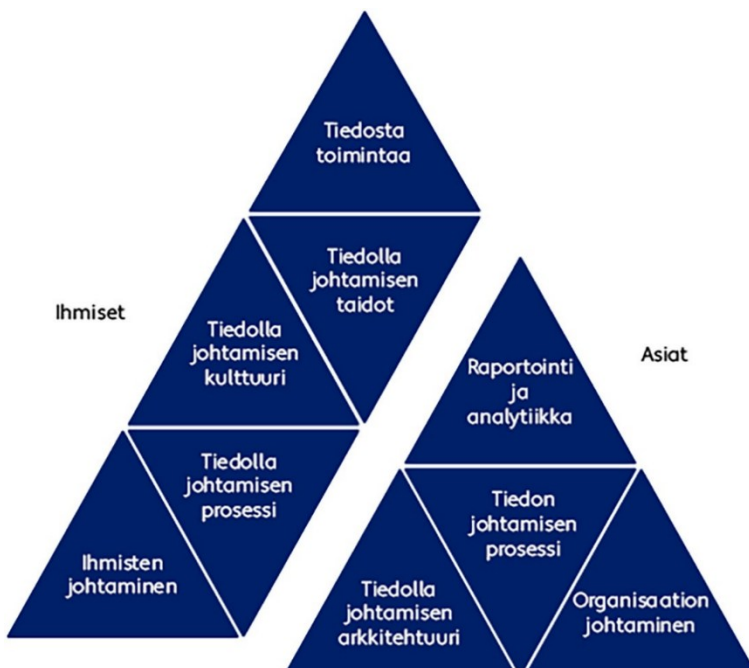 Tiedosta
toimintaa
Tiedolla
johtamisen
taidot
Ihmiset
Tiedolla
johtamisen
kulttuuri
Asiat
Raportointi
ja
analytiikka
Tiedolla
johtamisen
prosessi
Tiedon
johtamisen
prosessi
Ihmisten
johtaminen
Tiedolla
johtamisen
arkkitehtuuri
Organisaation
johtaminen